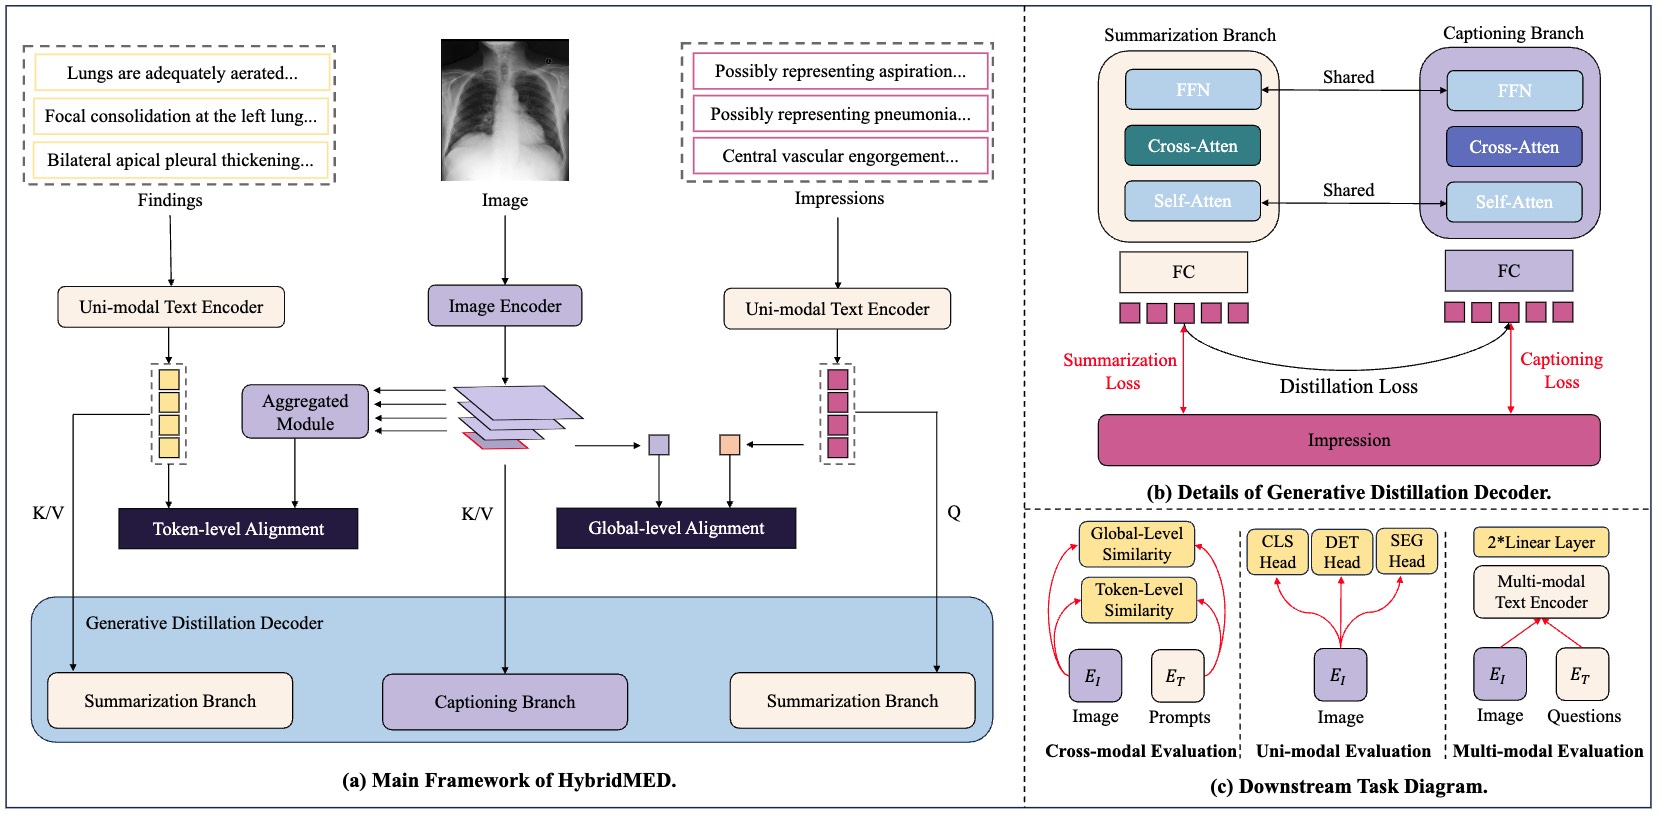 Lungs are adequately aerated...
Focal consolidation at the left lung...
Bilateral apical pleural thickening...
Findings
Image
Possibly representing aspiration...
Possibly representing pneumonia...
Central vascular engorgement...
Impressions
Uni-modal Text Encoder
Image Encoder
Uni-modal Text Encoder
Aggregated
Module
K/V
K/V
Q
Token-level Alignment
Global-level Alignment
Generative Distillation Decoder
Summarization Branch
Captioning Branch
Summarization Branch
(a) Main Framework of HybridMED.
Summarization Branch
Captioning Branch
FFN
Shared
FFN
Cross-Atten
Cross-Atten
Self-Atten
Shared
Self-Atten
FC
FC
Summarization
Loss
Distillation Loss
Captioning
Loss
Impression
(b) Details of Generative Distillation Decoder.
Global-Level
Similarity
Token-Level
Similarity
E_I
E_T
Image
Prompts
Cross-modal Evaluation
CLS
Head
DET
Head
SEG
Head
E_I
Image
Uni-modal Evaluation
2*Linear Layer
Multi-modal
Text Encoder
E_I
E_T
Image
Questions
Multi-modal Evaluation
(c) Downstream Task Diagram.